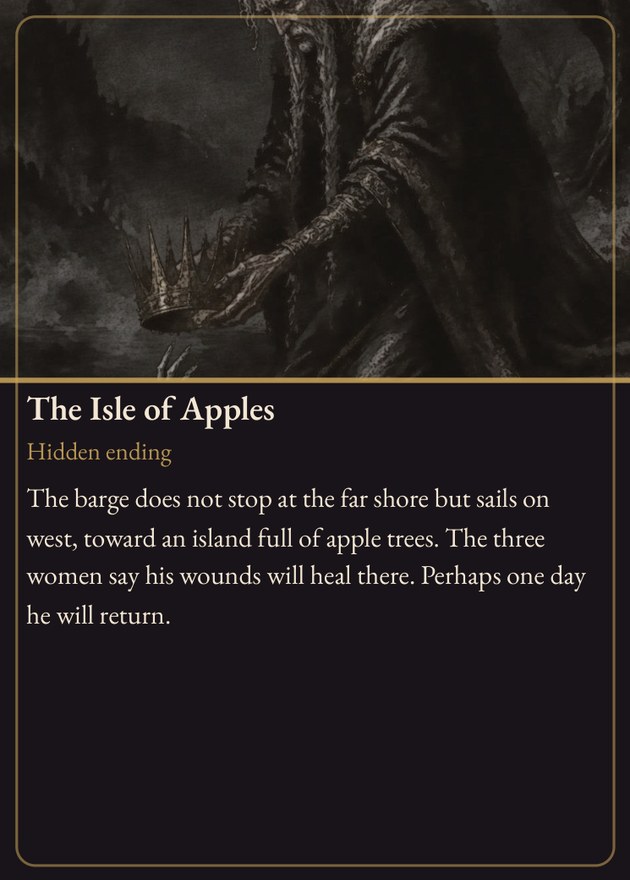 The Isle of Apples
Hidden ending
The barge does not stop at the far shore but sails on
west, toward an island full of apple trees. The three
women say his wounds will heal there. Perhaps one day
he will return.